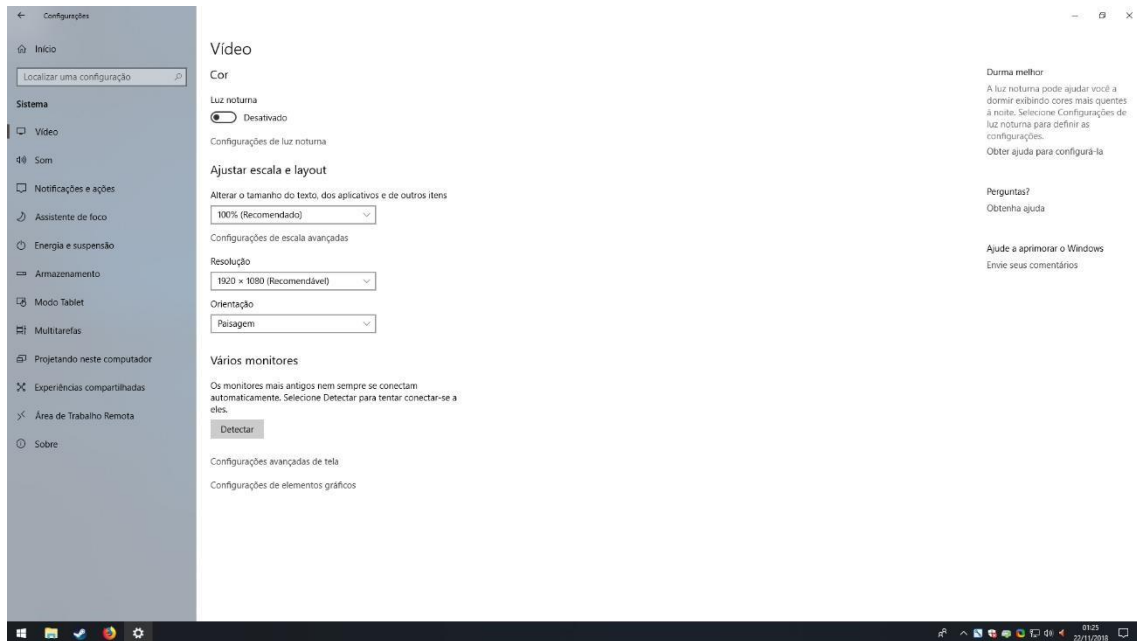 Configurações
Início
Localizar uma configuração
Sistema
Vídeo
Som
Notificações e ações
Assistente de foco
Energia e suspensão
Armazenamento
Modo Tablet
Multitarefas
Projetando neste computador
Experiências compartilhadas
Área de Trabalho Remota
Sobre
Vídeo
Cor
Luz noturna
Desativado
Configurações de luz noturna
Ajustar escala e layout
Alterar o tamanho do texto, dos aplicativos e de outros itens
100% (Recomendado)
Configurações de escala avançadas
Resolução
1920 × 1080 (Recomendável)
Orientação
Paisagem
Vários monitores
Os monitores mais antigos nem sempre se conectam
automaticamente. Selecione Detectar para tentar conectar-se a
eles.
Detectar
Configurações avançadas de tela
Configurações de elementos gráficos
Durma melhor
A luz noturna pode ajudar você a
dormir exibindo cores mais quentes
à noite. Selecione Configurações de
luz noturna para definir as
configurações.
Obter ajuda para configurá-la
Perguntas?
Obtenha ajuda
Ajude a aprimorar o Windows
Envie seus comentários
01:25
22/11/2018